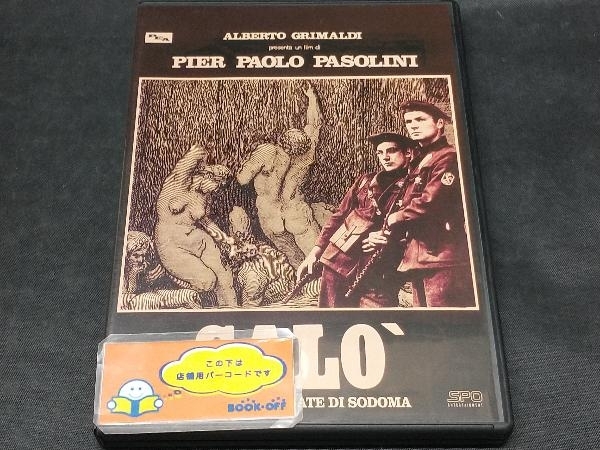 ALBERTO GRIMALDI
presenta un film di
PIER PAOLO PASOLINI
SALO`
ATE DI SODOMA
この下は
店舗用バーコードです
BOOK・OFF
SPO
entertainment